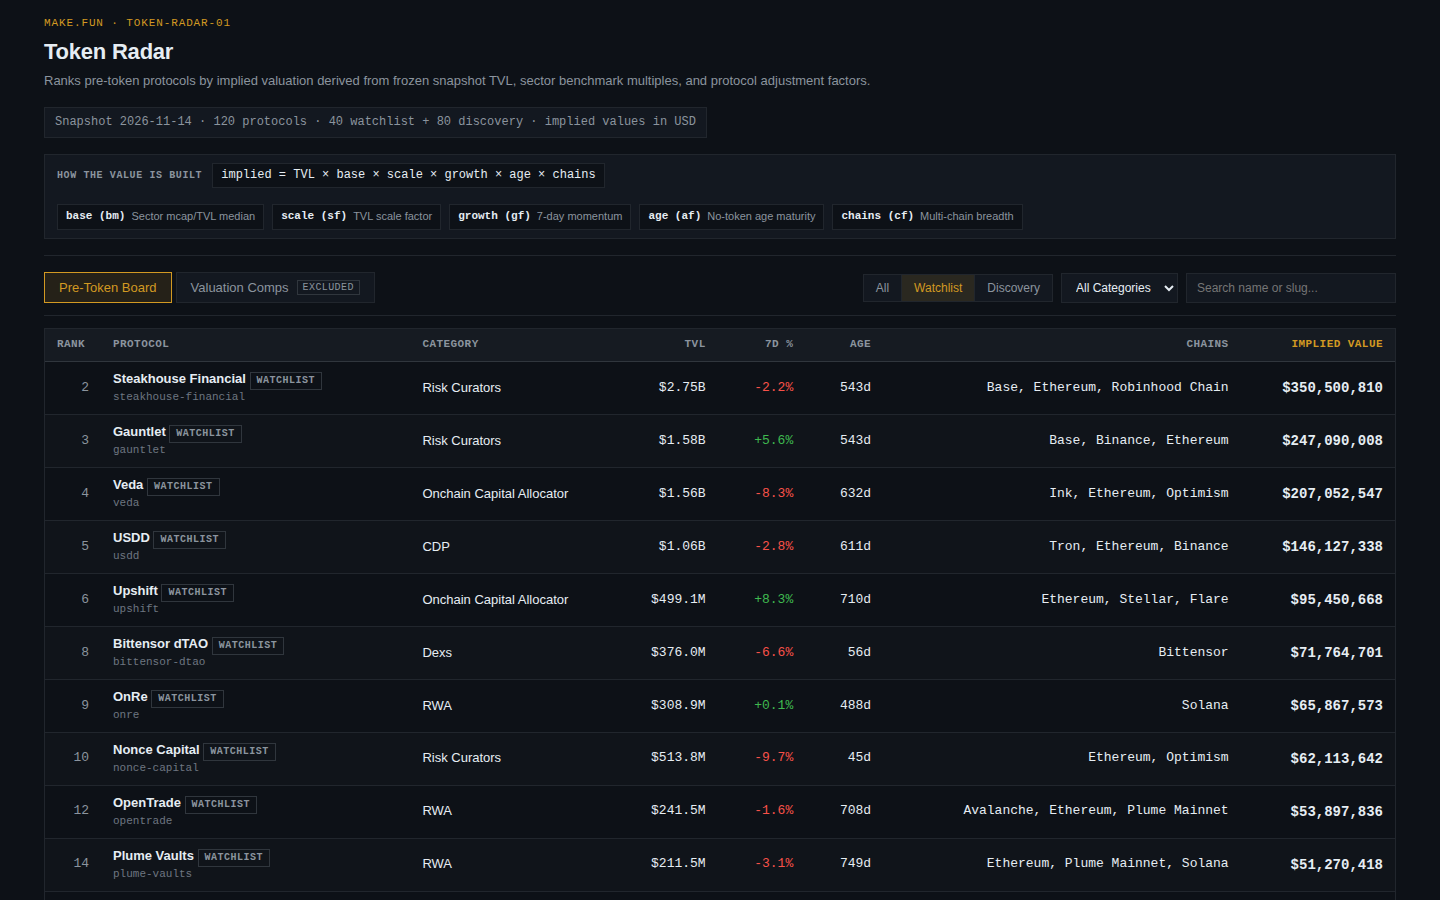 MAKE.FUN · TOKEN-RADAR-01
Token Radar
Ranks pre-token protocols by implied valuation derived from frozen snapshot TVL, sector benchmark multiples, and protocol adjustment factors.
Snapshot 2026-11-14 · 120 protocols · 40 watchlist + 80 discovery · implied values in USD
HOW THE VALUE IS BUILT implied = TVL × base × scale × growth × age × chains
base (bm) Sector mcap/TVL median scale (sf) TVL scale factor growth (gf) 7-day momentum age (af) No-token age maturity chains (cf) Multi-chain breadth
Pre-Token Board Valuation Comps EXCLUDED All Watchlist Discovery All Categories Search name or slug...
RANK PROTOCOL CATEGORY TVL 7D % AGE CHAINS IMPLIED VALUE
2 Steakhouse Financial WATCHLIST Risk Curators $2.75B -2.2% 543d Base, Ethereum, Robinhood Chain $350,500,810
steakhouse-financial
3 Gauntlet WATCHLIST Risk Curators $1.58B +5.6% 543d Base, Binance, Ethereum $247,090,008
gauntlet
4 Veda WATCHLIST Onchain Capital Allocator $1.56B -8.3% 632d Ink, Ethereum, Optimism $207,052,547
veda
5 USDD WATCHLIST CDP $1.06B -2.8% 611d Tron, Ethereum, Binance $146,127,338
usdd
6 Upshift WATCHLIST Onchain Capital Allocator $499.1M +8.3% 710d Ethereum, Stellar, Flare $95,450,668
upshift
8 Bittensor dTAO WATCHLIST Dexs $376.0M -6.6% 56d Bittensor $71,764,701
bittensor-dtao
9 OnRe WATCHLIST RWA $308.9M +0.1% 488d Solana $65,867,573
onre
10 Nonce Capital WATCHLIST Risk Curators $513.8M -9.7% 45d Ethereum, Optimism $62,113,642
nonce-capital
12 OpenTrade WATCHLIST RWA $241.5M -1.6% 708d Avalanche, Ethereum, Plume Mainnet $53,897,836
opentrade
14 Plume Vaults WATCHLIST RWA $211.5M -3.1% 749d Ethereum, Plume Mainnet, Solana $51,270,418
plume-vaults